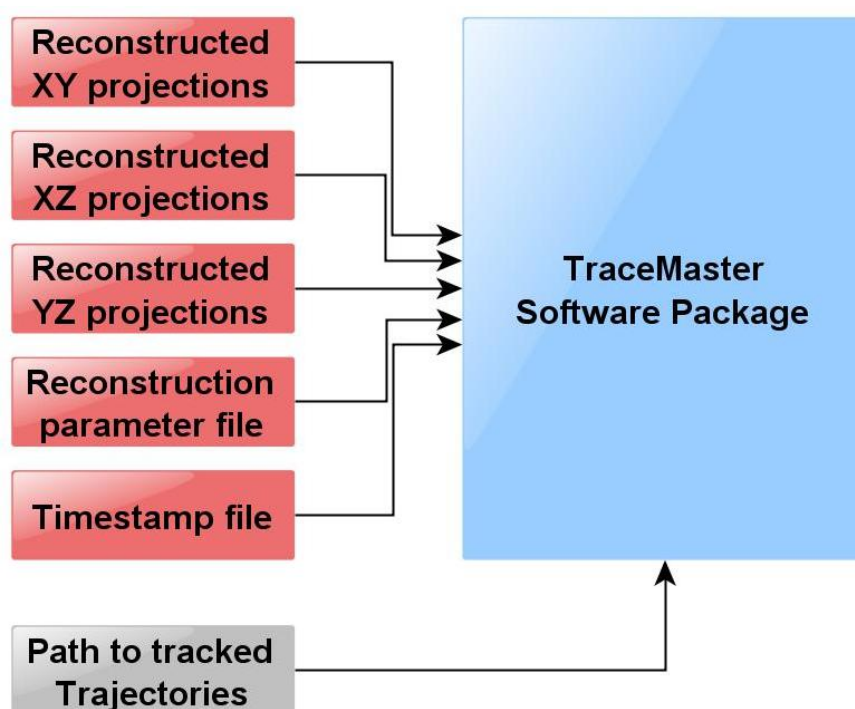 Reconstructed
XY projections
Reconstructed
XZ projections
Reconstructed
YZ projections
Reconstruction
parameter file
Timestamp file
Path to tracked
Trajectories
TraceMaster
Software Package